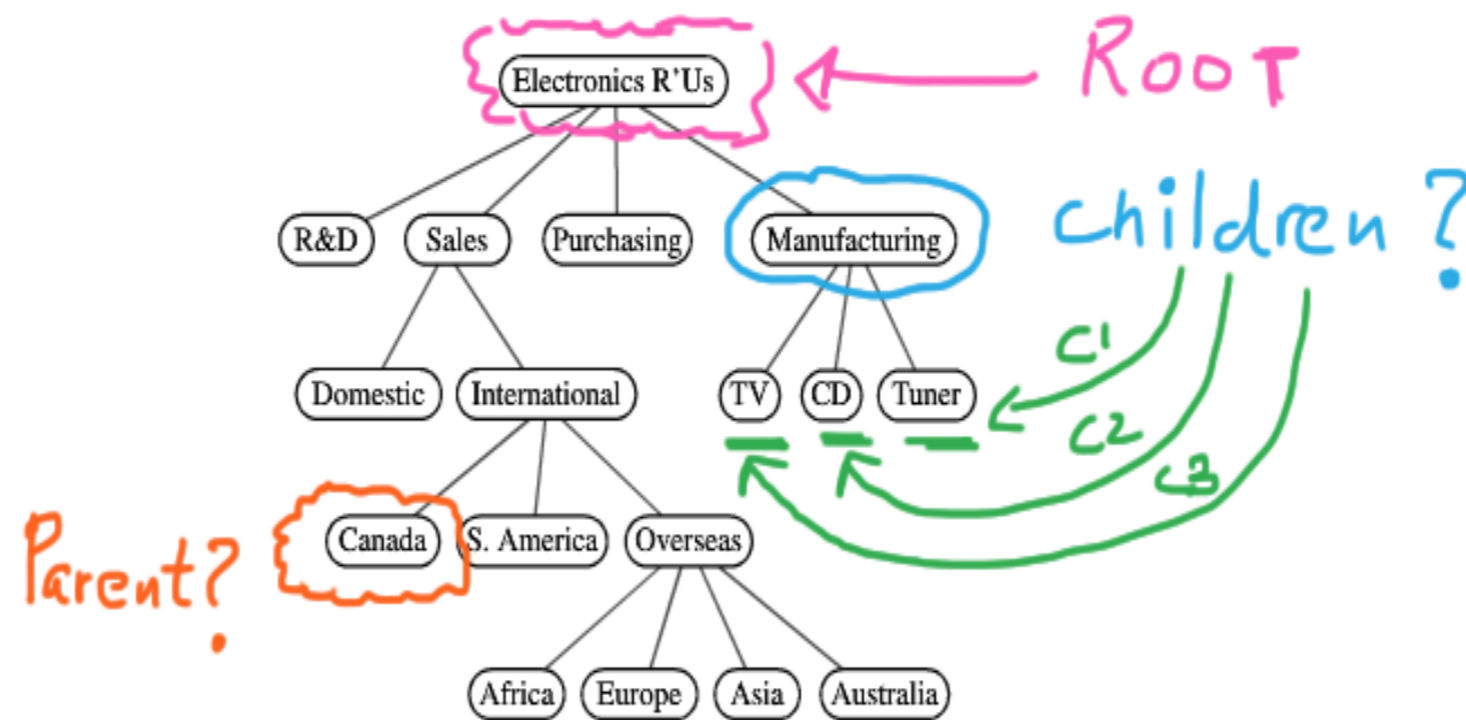 Electronics R'Us
Root
R&D
Sales
Purchasing
Manufacturing
children ?
C1
Domestic
International
TV
CD
Tuner
C2
C3
Parent?
Canada
S. America
Overseas
Africa
Europe
Asia
Australia